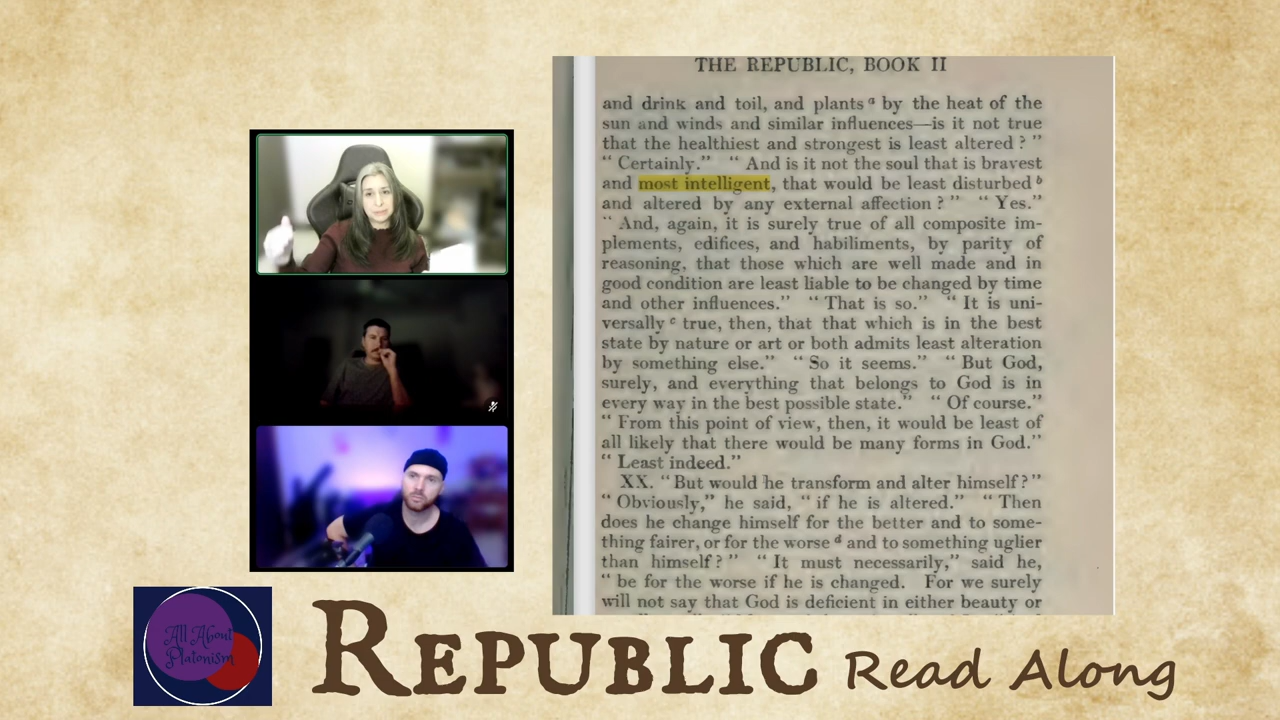 THE REPUBLIC, BOOK II
and drink and toil, and plants ᵃ by the heat of the
sun and winds and similar influences—is it not true
that the healthiest and strongest is least altered ? ”
“ Certainly.” “ And is it not the soul that is bravest
and most intelligent, that would be least disturbed ᵇ
and altered by any external affection ? ” “ Yes.”
“ And, again, it is surely true of all composite im-
plements, edifices, and habiliments, by parity of
reasoning, that those which are well made and in
good condition are least liable to be changed by time
and other influences.” “ That is so.” “ It is uni-
versally ᶜ true, then, that that which is in the best
state by nature or art or both admits least alteration
by something else.” “ So it seems.” “ But God,
surely, and everything that belongs to God is in
every way in the best possible state.” “ Of course.”
“ From this point of view, then, it would be least of
all likely that there would be many forms in God.”
“ Least indeed.”
XX. “ But would he transform and alter himself ? ”
“ Obviously,” he said, “ if he is altered.” “ Then
does he change himself for the better and to some-
thing fairer, or for the worse ᵈ and to something uglier
than himself ? ” “ It must necessarily,” said he,
“ be for the worse if he is changed. For we surely
will not say that God is deficient in either beauty or
All About
Platonism
REPUBLIC Read Along